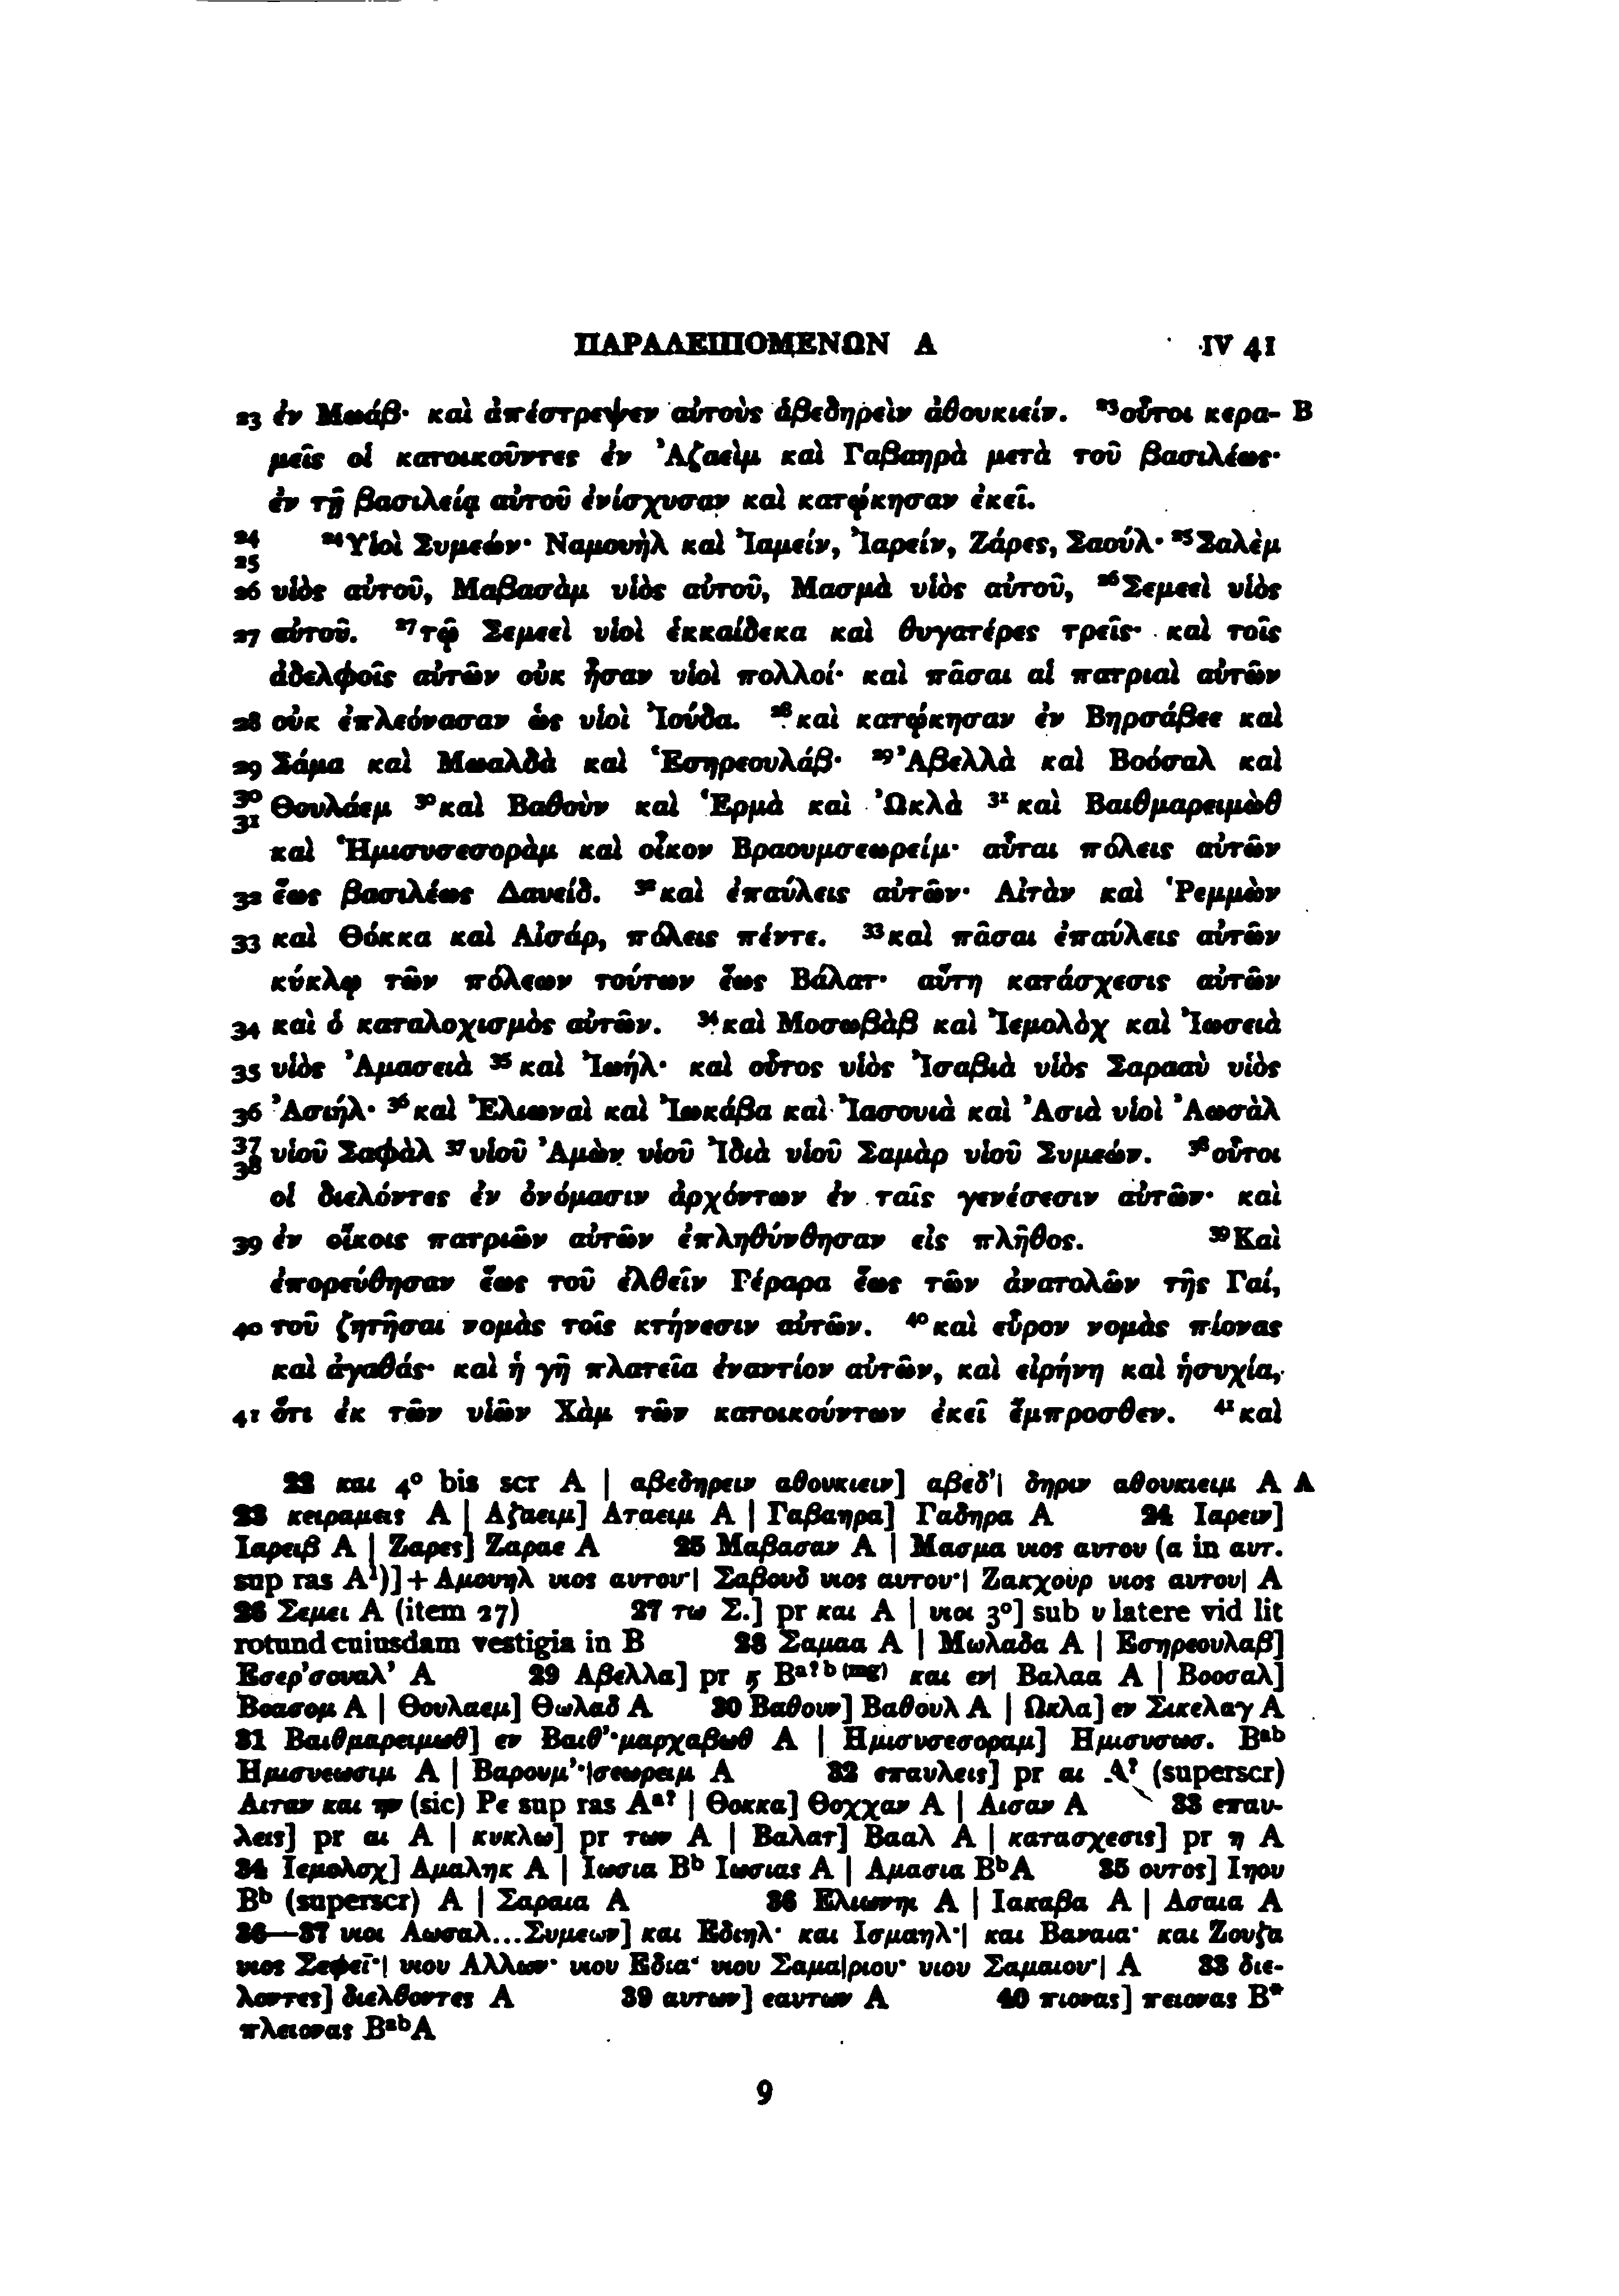 ΠΑΡΑΛΕΙΠΟΜΕΝΩΝ Α IV 41
23 ἐν Μωάβ· καὶ ἀπέστρεψεν αὐτοὺς ἀβεδηρεὶν ἀθουκιείν. ²³οὗτοι κερα- B
μεῖς οἱ κατοικοῦντες ἐν Ἀζαεὶμ καὶ Γαβαηρὰ μετὰ τοῦ βασιλέως·
ἐν τῇ βασιλείᾳ αὐτοῦ ἐνίσχυσαν καὶ κατῴκησαν ἐκεῖ.
24 ²⁴Υἱοὶ Συμεών· Ναμουὴλ καὶ Ἰαμείν, Ἰαρείν, Ζάρες, Σαούλ· ²⁵Σαλὲμ
25
26 υἱὸς αὐτοῦ, Μαβασὰμ υἱὸς αὐτοῦ, Μασμὰ υἱὸς αὐτοῦ, ²⁶Σεμεεὶ υἱὸς
27 αὐτοῦ. ²⁷τῷ Σεμεεὶ υἱοὶ ἑκκαίδεκα καὶ θυγατέρες τρεῖς· καὶ τοῖς
ἀδελφοῖς αὐτῶν οὐκ ἦσαν υἱοὶ πολλοί· καὶ πᾶσαι αἱ πατριαὶ αὐτῶν
28 οὐκ ἐπλεόνασαν ὡς υἱοὶ Ἰούδα. ²⁸καὶ κατῴκησαν ἐν Βηρσάβεε καὶ
29 Σάμα καὶ Μωαλδὰ καὶ Ἑσηρεουλάβ· ²⁹Ἀβελλὰ καὶ Βοόσαλ καὶ
30 Θουλάεμ ³⁰καὶ Βαθοὺν καὶ Ἑρμὰ καὶ Ὠκλὰ ³¹καὶ Βαιθμαρειμὼθ
31
καὶ Ἡμισυσεσορὰμ καὶ οἶκον Βραουμσεωρείμ· αὗται πόλεις αὐτῶν
32 ἕως βασιλέως Δαυείδ. ³²καὶ ἐπαύλεις αὐτῶν· Αἰτὰν καὶ Ῥεμμὼν
33 καὶ Θόκκα καὶ Αἰσάρ, πόλεις πέντε. ³³καὶ πᾶσαι ἐπαύλεις αὐτῶν
κύκλῳ τῶν πόλεων τούτων ἕως Βάλατ· αὕτη κατάσχεσις αὐτῶν
34 καὶ ὁ καταλοχισμὸς αὐτῶν. ³⁴καὶ Μοσωβὰβ καὶ Ἰεμολὸχ καὶ Ἰωσειὰ
35 υἱὸς Ἀμασειὰ ³⁵καὶ Ἰωήλ· καὶ οὗτος υἱὸς Ἰσαβιὰ υἱὸς Σαρααὺ υἱὸς
36 Ἀσιήλ· ³⁶καὶ Ἐλιωναὶ καὶ Ἰωκάβα καὶ Ἰασουιὰ καὶ Ἀσιὰ υἱοὶ Ἀωσὰλ
37 υἱοῦ Σαφὰλ ³⁷υἱοῦ Ἀμὼν υἱοῦ Ἰδιὰ υἱοῦ Σαμὰρ υἱοῦ Συμεών. ³⁸οὗτοι
38
οἱ διελόντες ἐν ὀνόμασιν ἀρχόντων ἐν ταῖς γενέσεσιν αὐτῶν· καὶ
39 ἐν οἴκοις πατριῶν αὐτῶν ἐπληθύνθησαν εἰς πλῆθος. ³⁹Καὶ
ἐπορεύθησαν ἕως τοῦ ἐλθεῖν Γέραρα ἕως τῶν ἀνατολῶν τῆς Γαί,
40 τοῦ ζητῆσαι νομὰς τοῖς κτήνεσιν αὐτῶν. ⁴⁰καὶ εὗρον νομὰς πίονας
καὶ ἀγαθάς· καὶ ἡ γῆ πλατεῖα ἐναντίον αὐτῶν, καὶ εἰρήνη καὶ ἡσυχία,
41 ὅτι ἐκ τῶν υἱῶν Χὰμ τῶν κατοικούντων ἐκεῖ ἔμπροσθεν. ⁴¹καὶ
22 και 4° bis scr A | αβεδηρειν αθουκιειν] αβεδ’| δηριν αθουκιειμ A A
23 κειραμεις A | Αζαειμ] Αταειμ A | Γαβαηρα] Γαδηρα A 24 Ιαρειν]
Ιαρειβ A | Ζαρες] Ζαραε A 25 Μαβασαν A | Μασμα υιος αυτου (α in αυτ.
sup ras A¹)]+Αμουηλ υιος αυτου·| Σαβουδ υιος αυτου·| Ζακχουρ υιος αυτου| A
26 Σεμει A (item 27) 27 τω Σ.] pr και A | υιοι 3°] sub υ latere vid lit
rotund cuiusdam vestigia in B 28 Σαμαα A | Μωλαδα A | Εσηρεουλαβ]
Εσερ’σουαλ’ A 29 Αβελλα] pr ϗ Bᵃ?ᵇ⁽ᵐᵍ⁾ και εν| Βαλαα A | Βοοσαλ]
Βοασομ A | Θουλαεμ] Θωλαδ A 30 Βαθουν] Βαθουλ A | Ωκλα] εν Σικελαγ A
31 Βαιθμαρειμωθ] εν Βαιθ’·μαρχαβωθ A | Ημισυσεσοραμ] Ημισυσωσ. Bᵃᵇ
Ημισυεωσιμ A | Βαρουμ’·|σεωρειμ A 32 επαυλεις] pr αι A? (superscr)
Αιταν και ην (sic) Ρε sup ras Aᵃ? | Θοκκα] Θοχχαν A | Αισαν A 33 επαυ-
λεις] pr αι A | κυκλω] pr των A | Βαλατ] Βααλ A | κατασχεσις] pr η A
34 Ιεμολοχ] Αμαληκ A | Ιωσια Bᵇ Ιωσιας A | Αμασια BᵇA 35 ουτος] Ιηου
Bᵇ (superscr) A | Σαραια A 36 Ελιωνηι A | Ιακαβα A | Ασαια A
36—37 υιοι Αωσαλ...Συμεων] και Εδιηλ· και Ισμαηλ·| και Βαναια· και Ζουζα
υιος Σεφεϊ·| υιου Αλλων· υιου Εδια· υιου Σαμα|ριου· υιου Σαμαιου·| A 38 διε-
λοντες] διελθοντες A 39 αυτων] εαυτων A 40 πιονας] πειονας B*
πλειονας BᵃᵇA
9